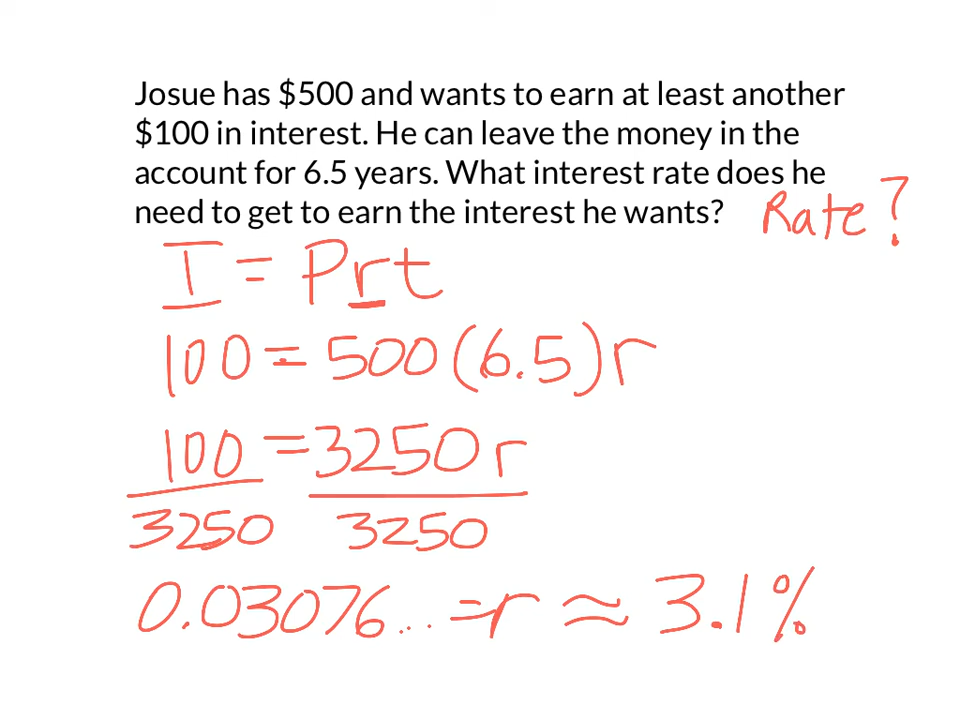 Josue has $500 and wants to earn at least another
$100 in interest. He can leave the money in the
account for 6.5 years. What interest rate does he
need to get to earn the interest he wants? Rate?
I = Prt
100 = 500(6.5)r
100 = 3250r
3250 3250
0.03076... = r ≈ 3.1%